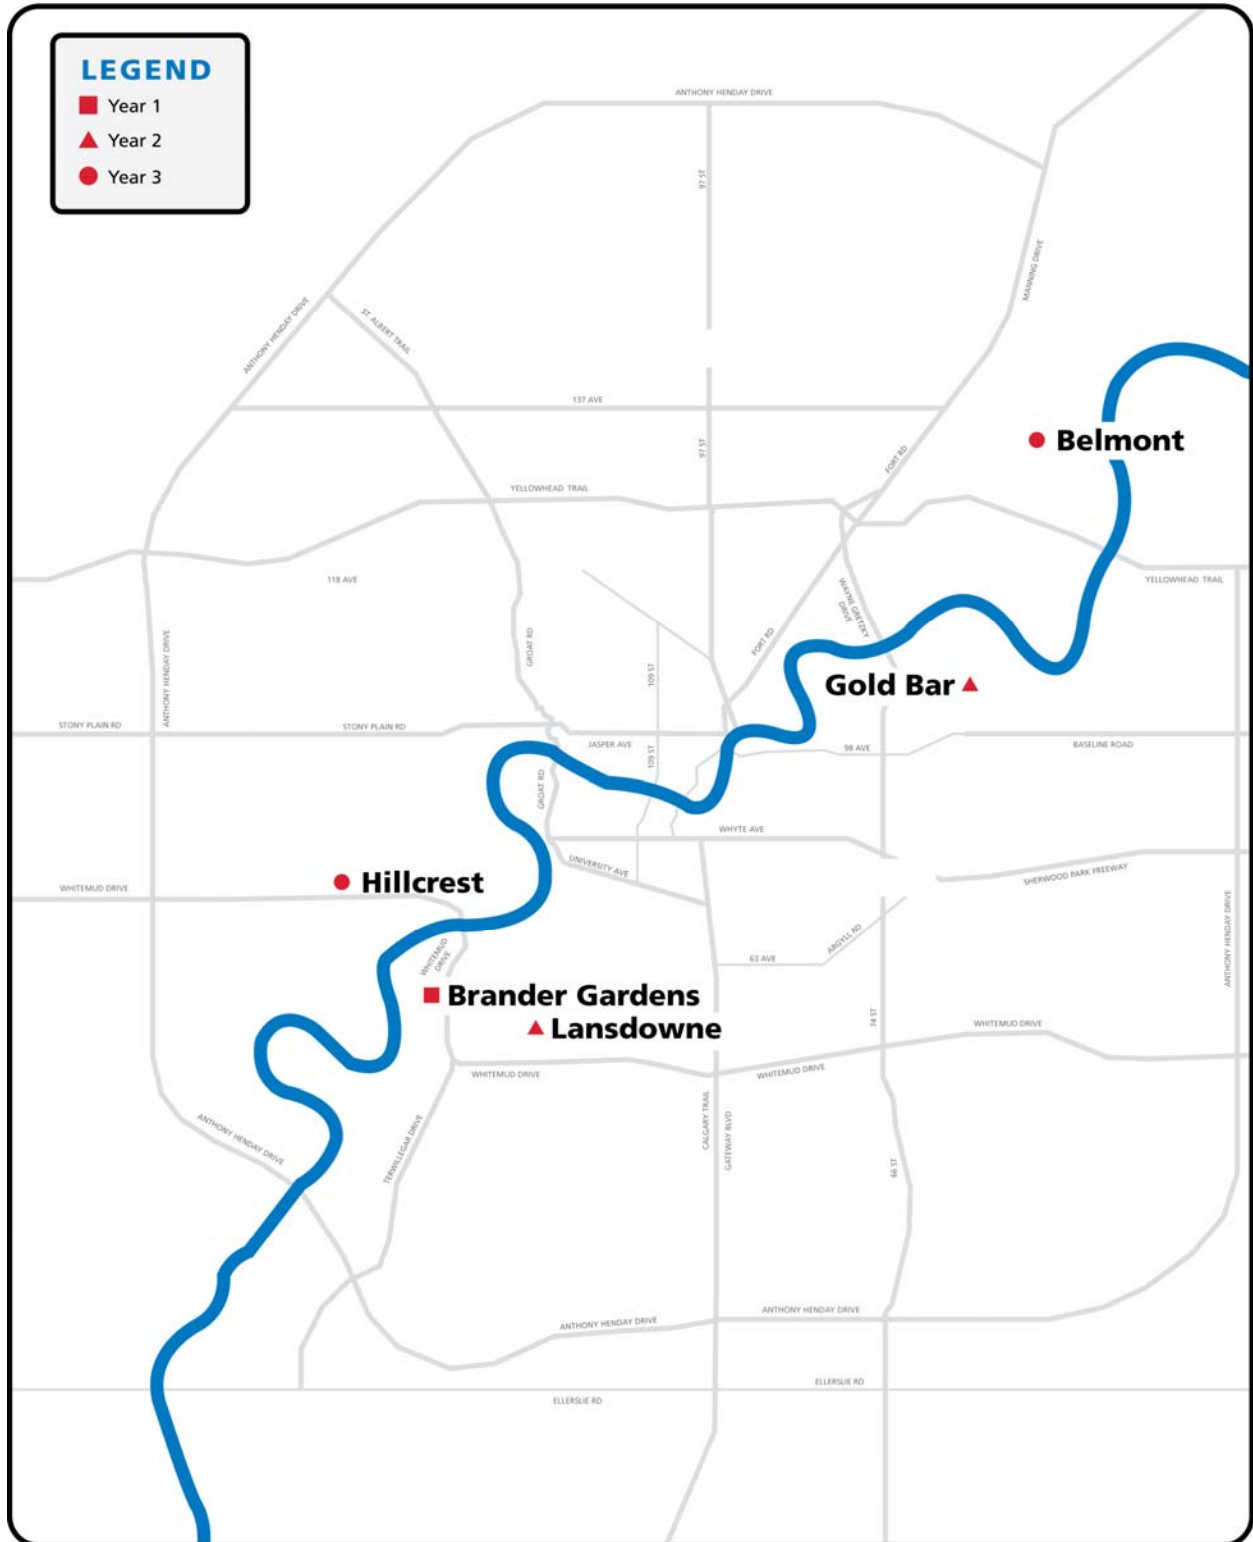 LEGEND
Year 1
Year 2
Year 3
ANTHONY HENDAY DRIVE
97 ST
MANNING DRIVE
ANTHONY HENDAY DRIVE
ST ALBERT TRAIL
137 AVE
97 ST
FORT RD
Belmont
YELLOWHEAD TRAIL
118 AVE
YELLOWHEAD TRAIL
WAYNE GRETZKY
DRIVE
ANTHONY HENDAY DRIVE
GROAT RD
109 ST
FORT RD
Gold Bar
STONY PLAIN RD
STONY PLAIN RD
JASPER AVE
109 ST
98 AVE
BASELINE ROAD
GROAT RD
WHYTE AVE
UNIVERSITY AVE
SHERWOOD PARK FREEWAY
Hillcrest
WHITEMUD DRIVE
ANTHONY HENDAY DRIVE
WHITEMUD
DRIVE
63 AVE
ARGYLL RD
Brander Gardens
Lansdowne
74 ST
WHITEMUD DRIVE
WHITEMUD DRIVE
WHITEMUD DRIVE
ANTHONY HENDAY DRIVE
TERWILLEGAR DRIVE
CALGARY TRAIL
GATEWAY BLVD
66 ST
ANTHONY HENDAY DRIVE
ANTHONY HENDAY DRIVE
ELLERSLIE RD
ELLERSLIE RD